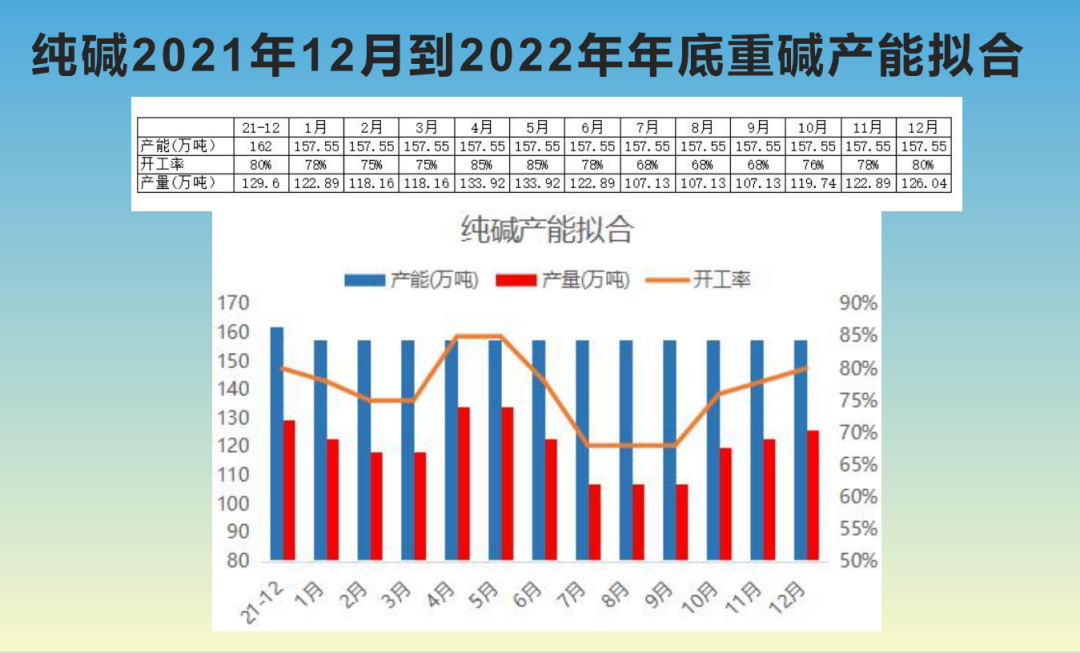 纯碱2021年12月到2022年年底重碱产能拟合
21-12 1月 2月 3月 4月 5月 6月 7月 8月 9月 10月 11月 12月
产能(万吨) 162 157.55 157.55 157.55 157.55 157.55 157.55 157.55 157.55 157.55 157.55 157.55 157.55
开工率 80% 78% 75% 75% 85% 85% 78% 68% 68% 68% 76% 78% 80%
产量(万吨) 129.6 122.89 118.16 118.16 133.92 133.92 122.89 107.13 107.13 107.13 119.74 122.89 126.04
纯碱产能拟合
产能(万吨) 产量(万吨) 开工率
170 90%
160 85%
150 80%
140 75%
130 70%
120 65%
110 60%
100 55%
90 50%
80
21-12 1月 2月 3月 4月 5月 6月 7月 8月 9月 10月 11月 12月